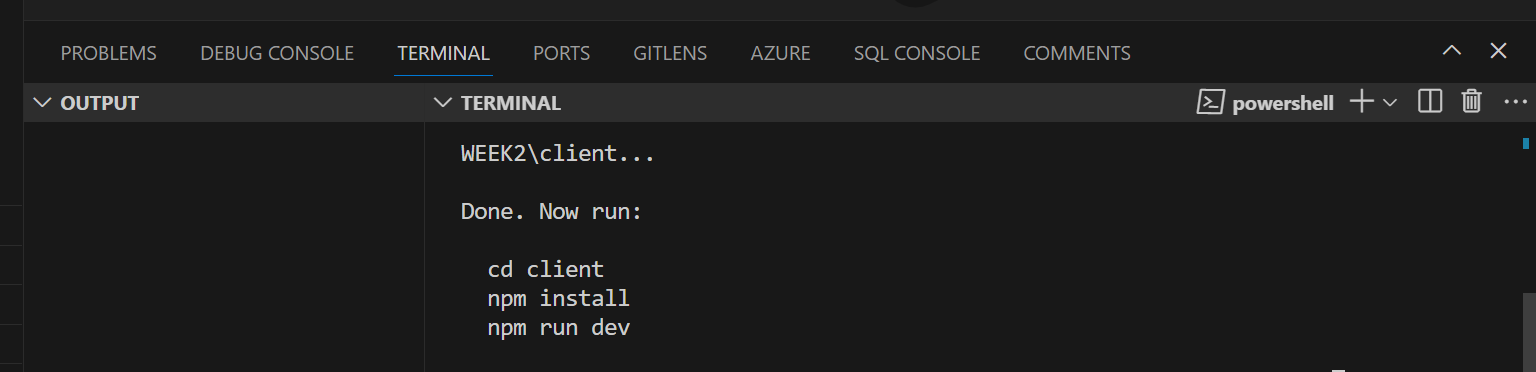 PROBLEMS DEBUG CONSOLE TERMINAL PORTS GITLENS AZURE SQL CONSOLE COMMENTS
OUTPUT
TERMINAL
powershell
WEEK2\client...
Done. Now run:
cd client
npm install
npm run dev